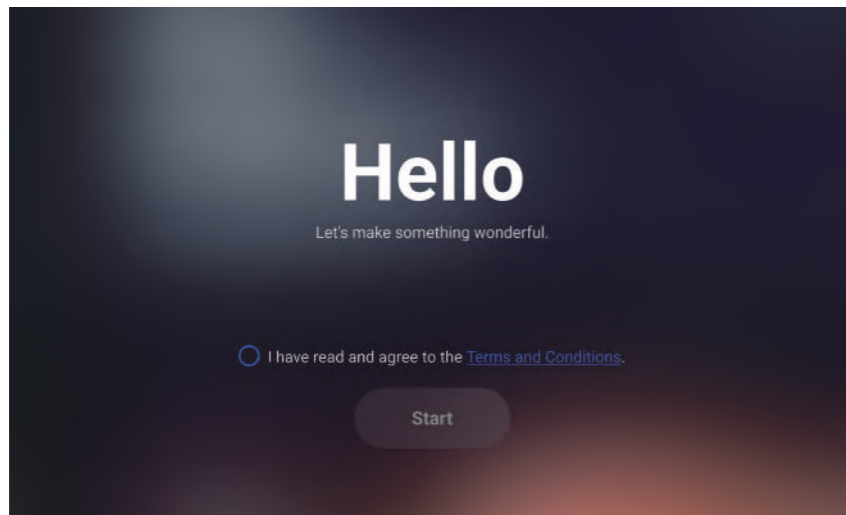 Hello
Let's make something wonderful.
I have read and agree to the Terms and Conditions.
Start